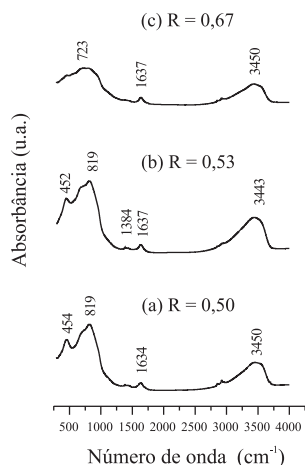 (c) R = 0,67
723
1637
3450
(b) R = 0,53
452
819
1384
1637
3443
(a) R = 0,50
454
819
1634
3450
Absorbância (u.a.)
500 1000 1500 2000 2500 3000 3500 4000
Número de onda (cm⁻¹)